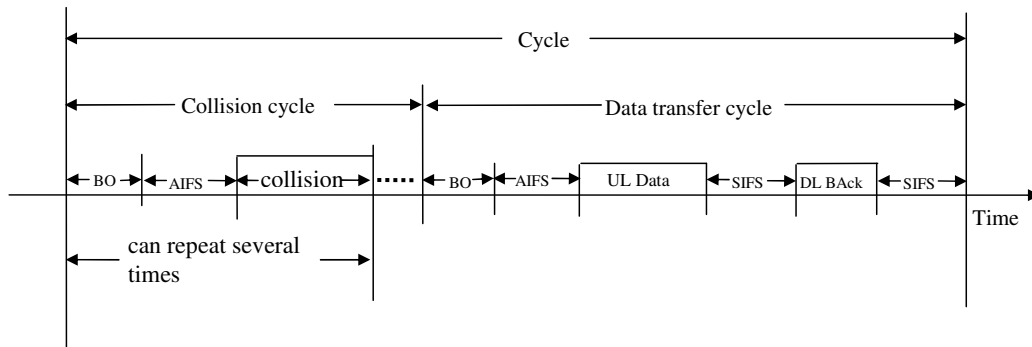 Cycle
Collision cycle
Data transfer cycle
BO
AIFS
collision
BO
AIFS
UL Data
SIFS
DL BAck
SIFS
Time
can repeat several
times